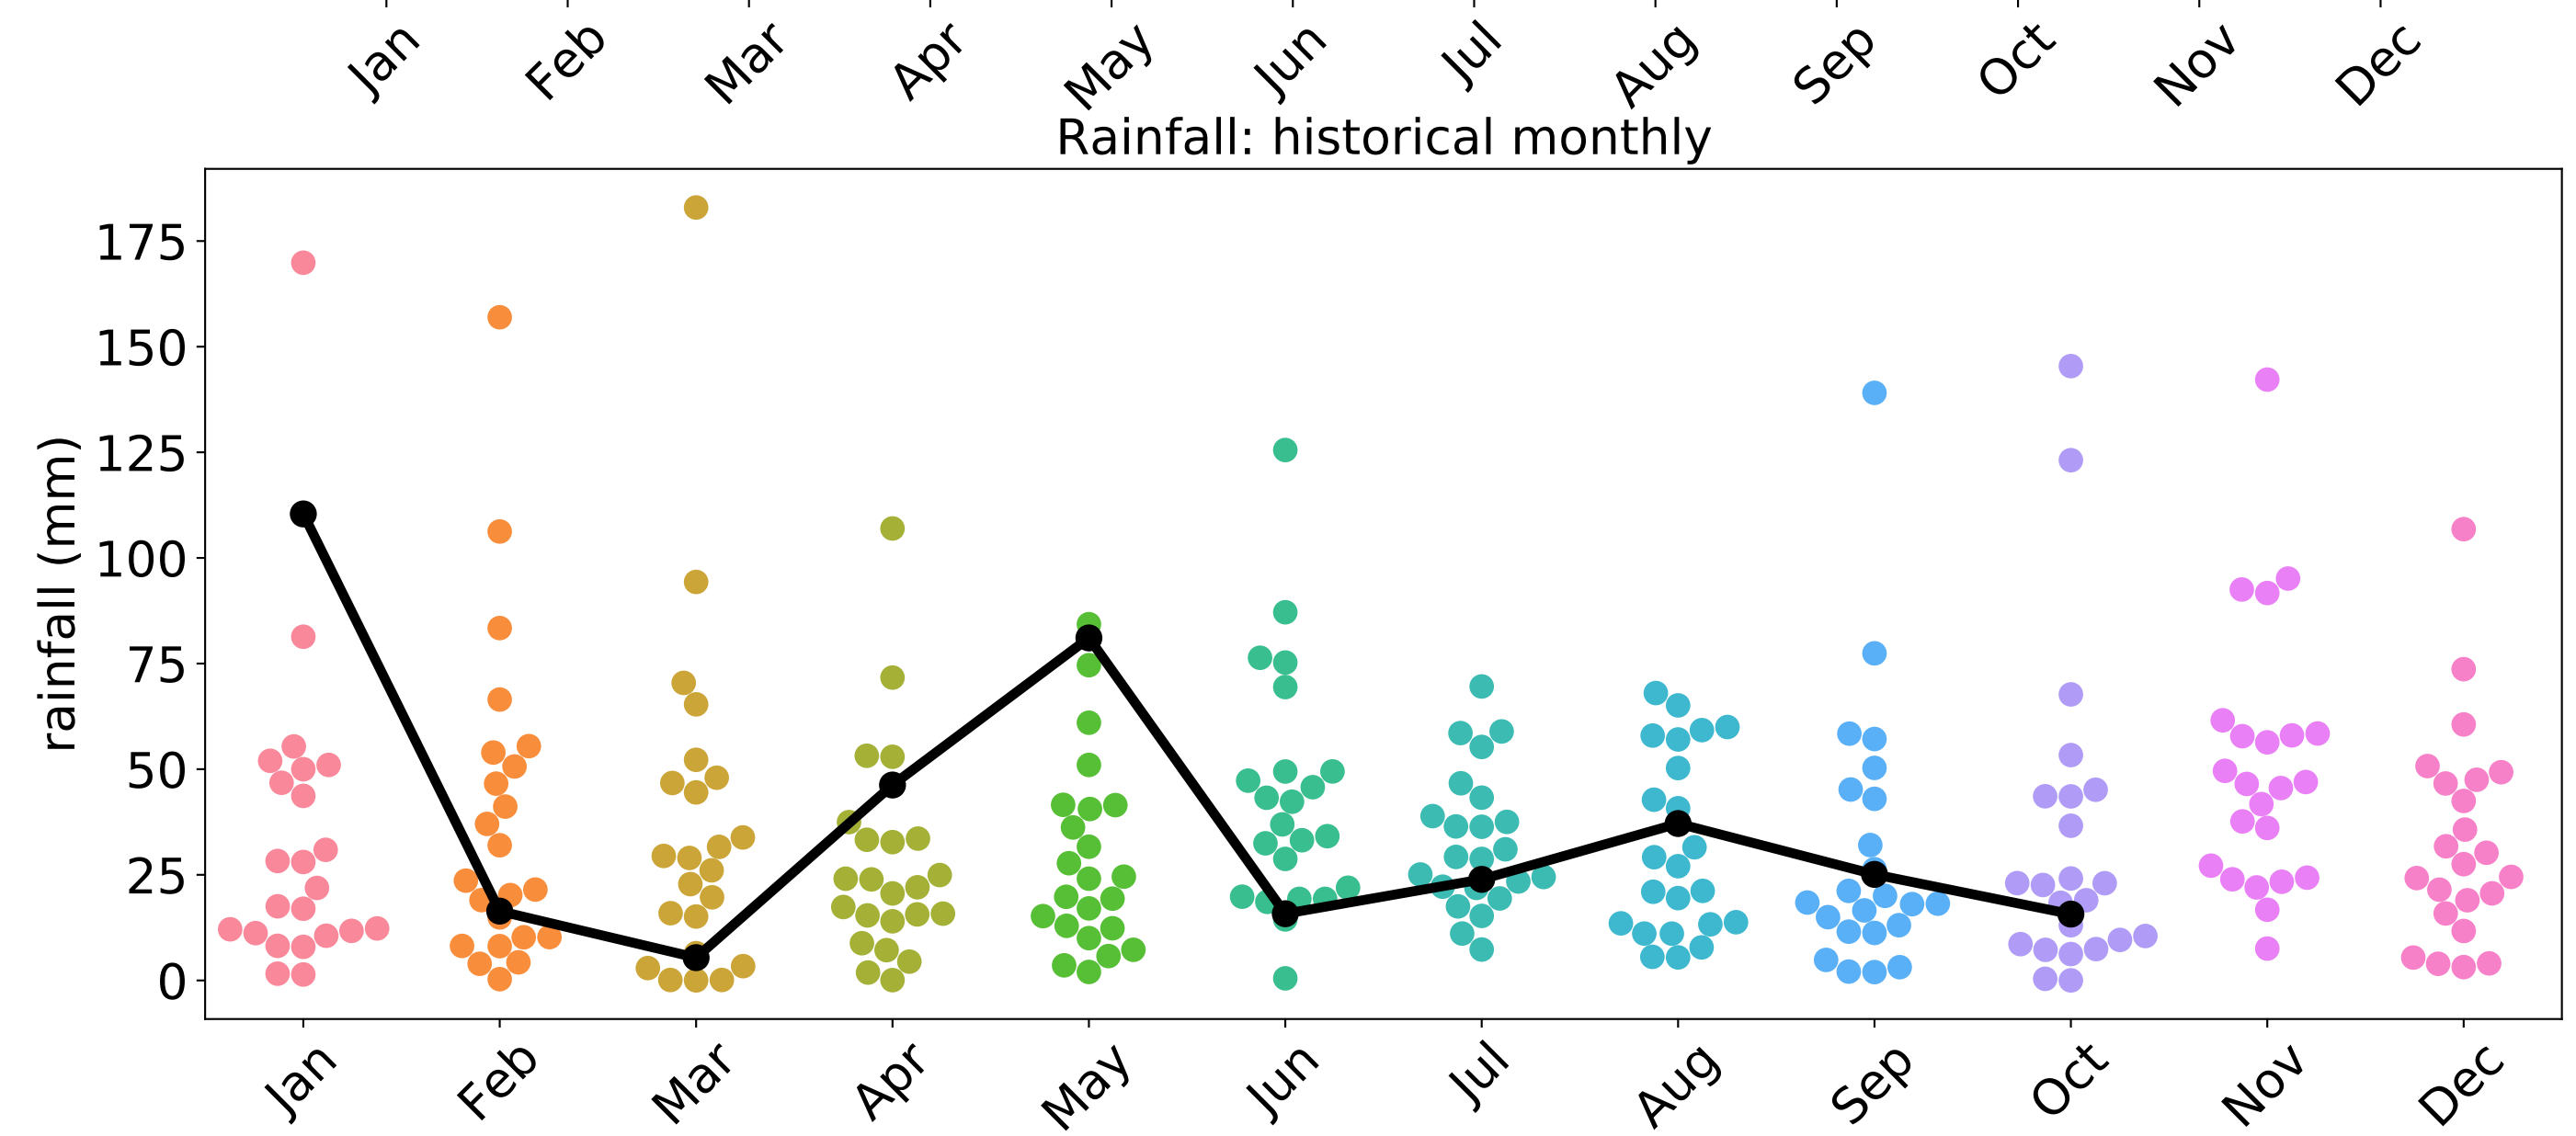 Jan Feb Mar Apr May Jun Jul Aug Sep Oct Nov Dec
Rainfall: historical monthly
rainfall (mm)
175
150
125
100
75
50
25
0
Jan Feb Mar Apr May Jun Jul Aug Sep Oct Nov Dec